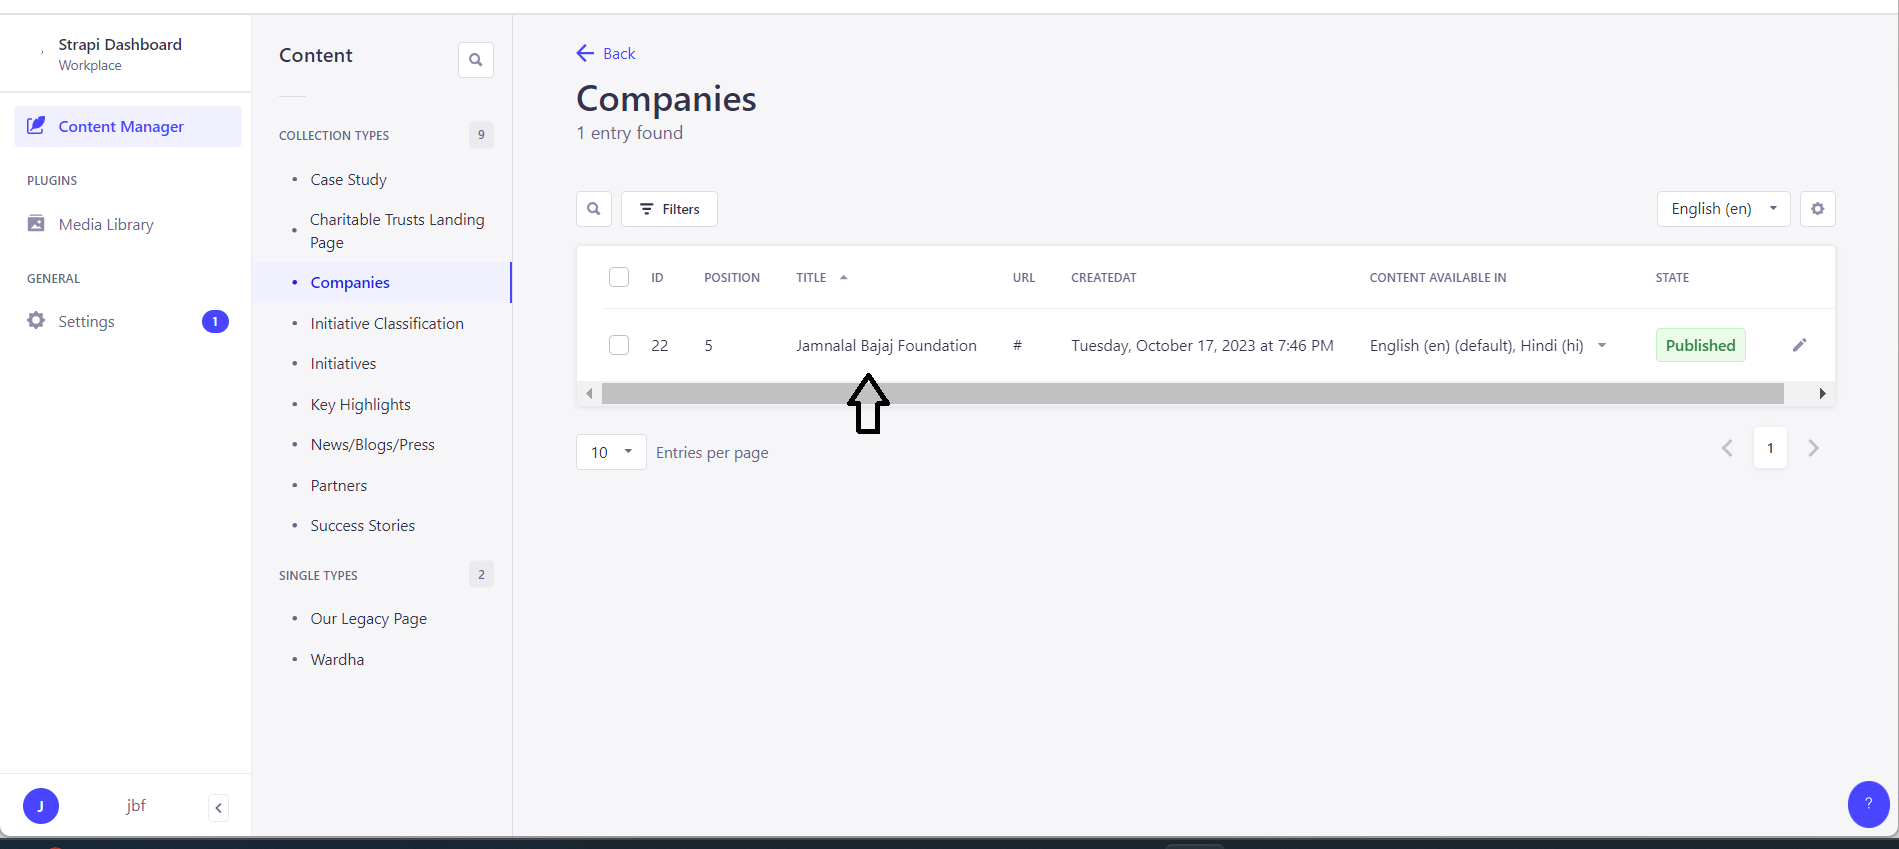 Strapi Dashboard
Workplace
Content Manager
PLUGINS
Media Library
GENERAL
Settings 1
J jbf
Content
COLLECTION TYPES 9
Case Study
Charitable Trusts Landing
Page
Companies
Initiative Classification
Initiatives
Key Highlights
News/Blogs/Press
Partners
Success Stories
SINGLE TYPES 2
Our Legacy Page
Wardha
Back
Companies
1 entry found
Filters English (en)
ID POSITION TITLE URL CREATEDAT CONTENT AVAILABLE IN STATE
22 5 Jamnalal Bajaj Foundation # Tuesday, October 17, 2023 at 7:46 PM English (en) (default), Hindi (hi) Published
10 Entries per page 1
?